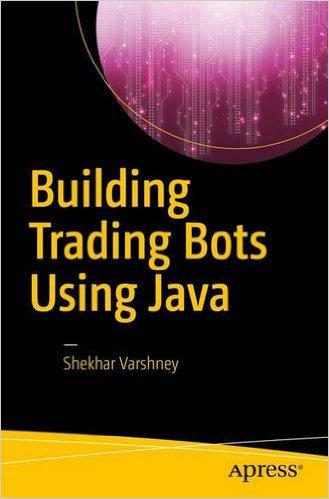 Building
Trading Bots
Using Java
—
Shekhar Varshney
Apress®